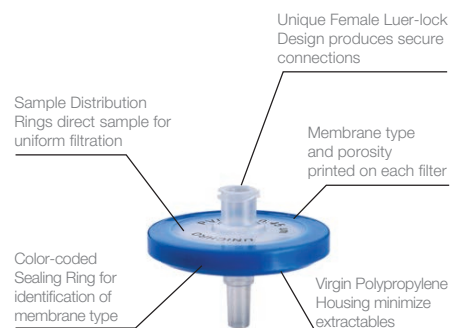 Unique Female Luer-lock
Design produces secure
connections
Sample Distribution
Rings direct sample for
uniform filtration
Membrane type
and porosity
printed on each filter
Color-coded
Sealing Ring for
identification of
membrane type
Virgin Polypropylene
Housing minimize
extractables